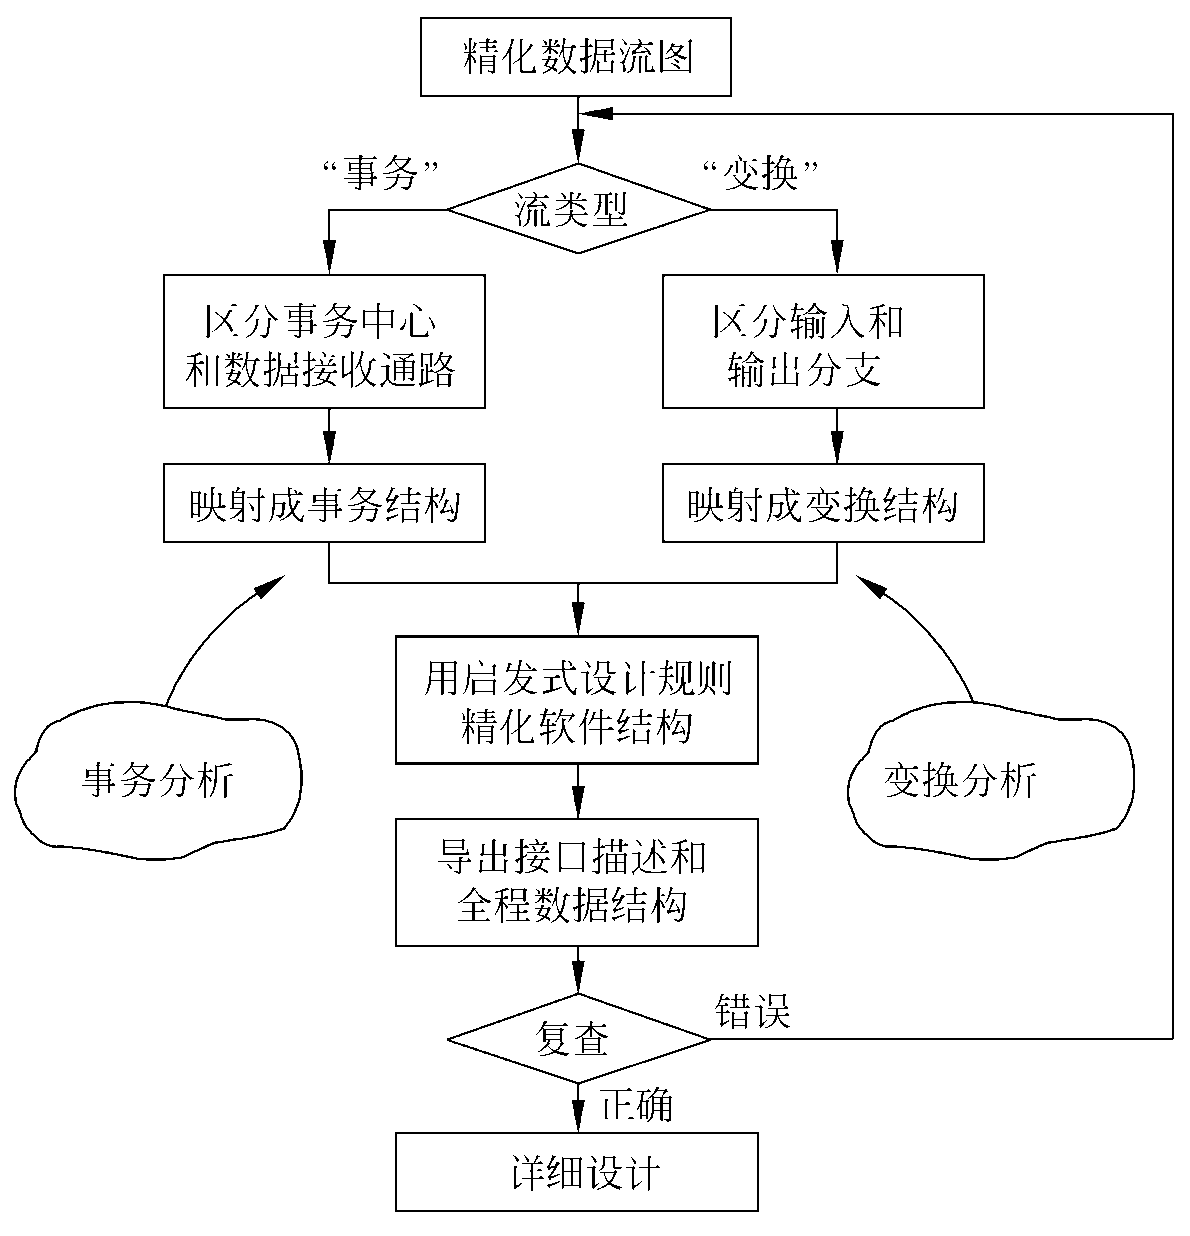 精化数据流图
“事务”
“变换”
流类型
区分事务中心
和数据接收通路
区分输入和
输出分支
映射成事务结构
映射成变换结构
用启发式设计规则
精化软件结构
事务分析
变换分析
导出接口描述和
全程数据结构
错误
复查
正确
详细设计